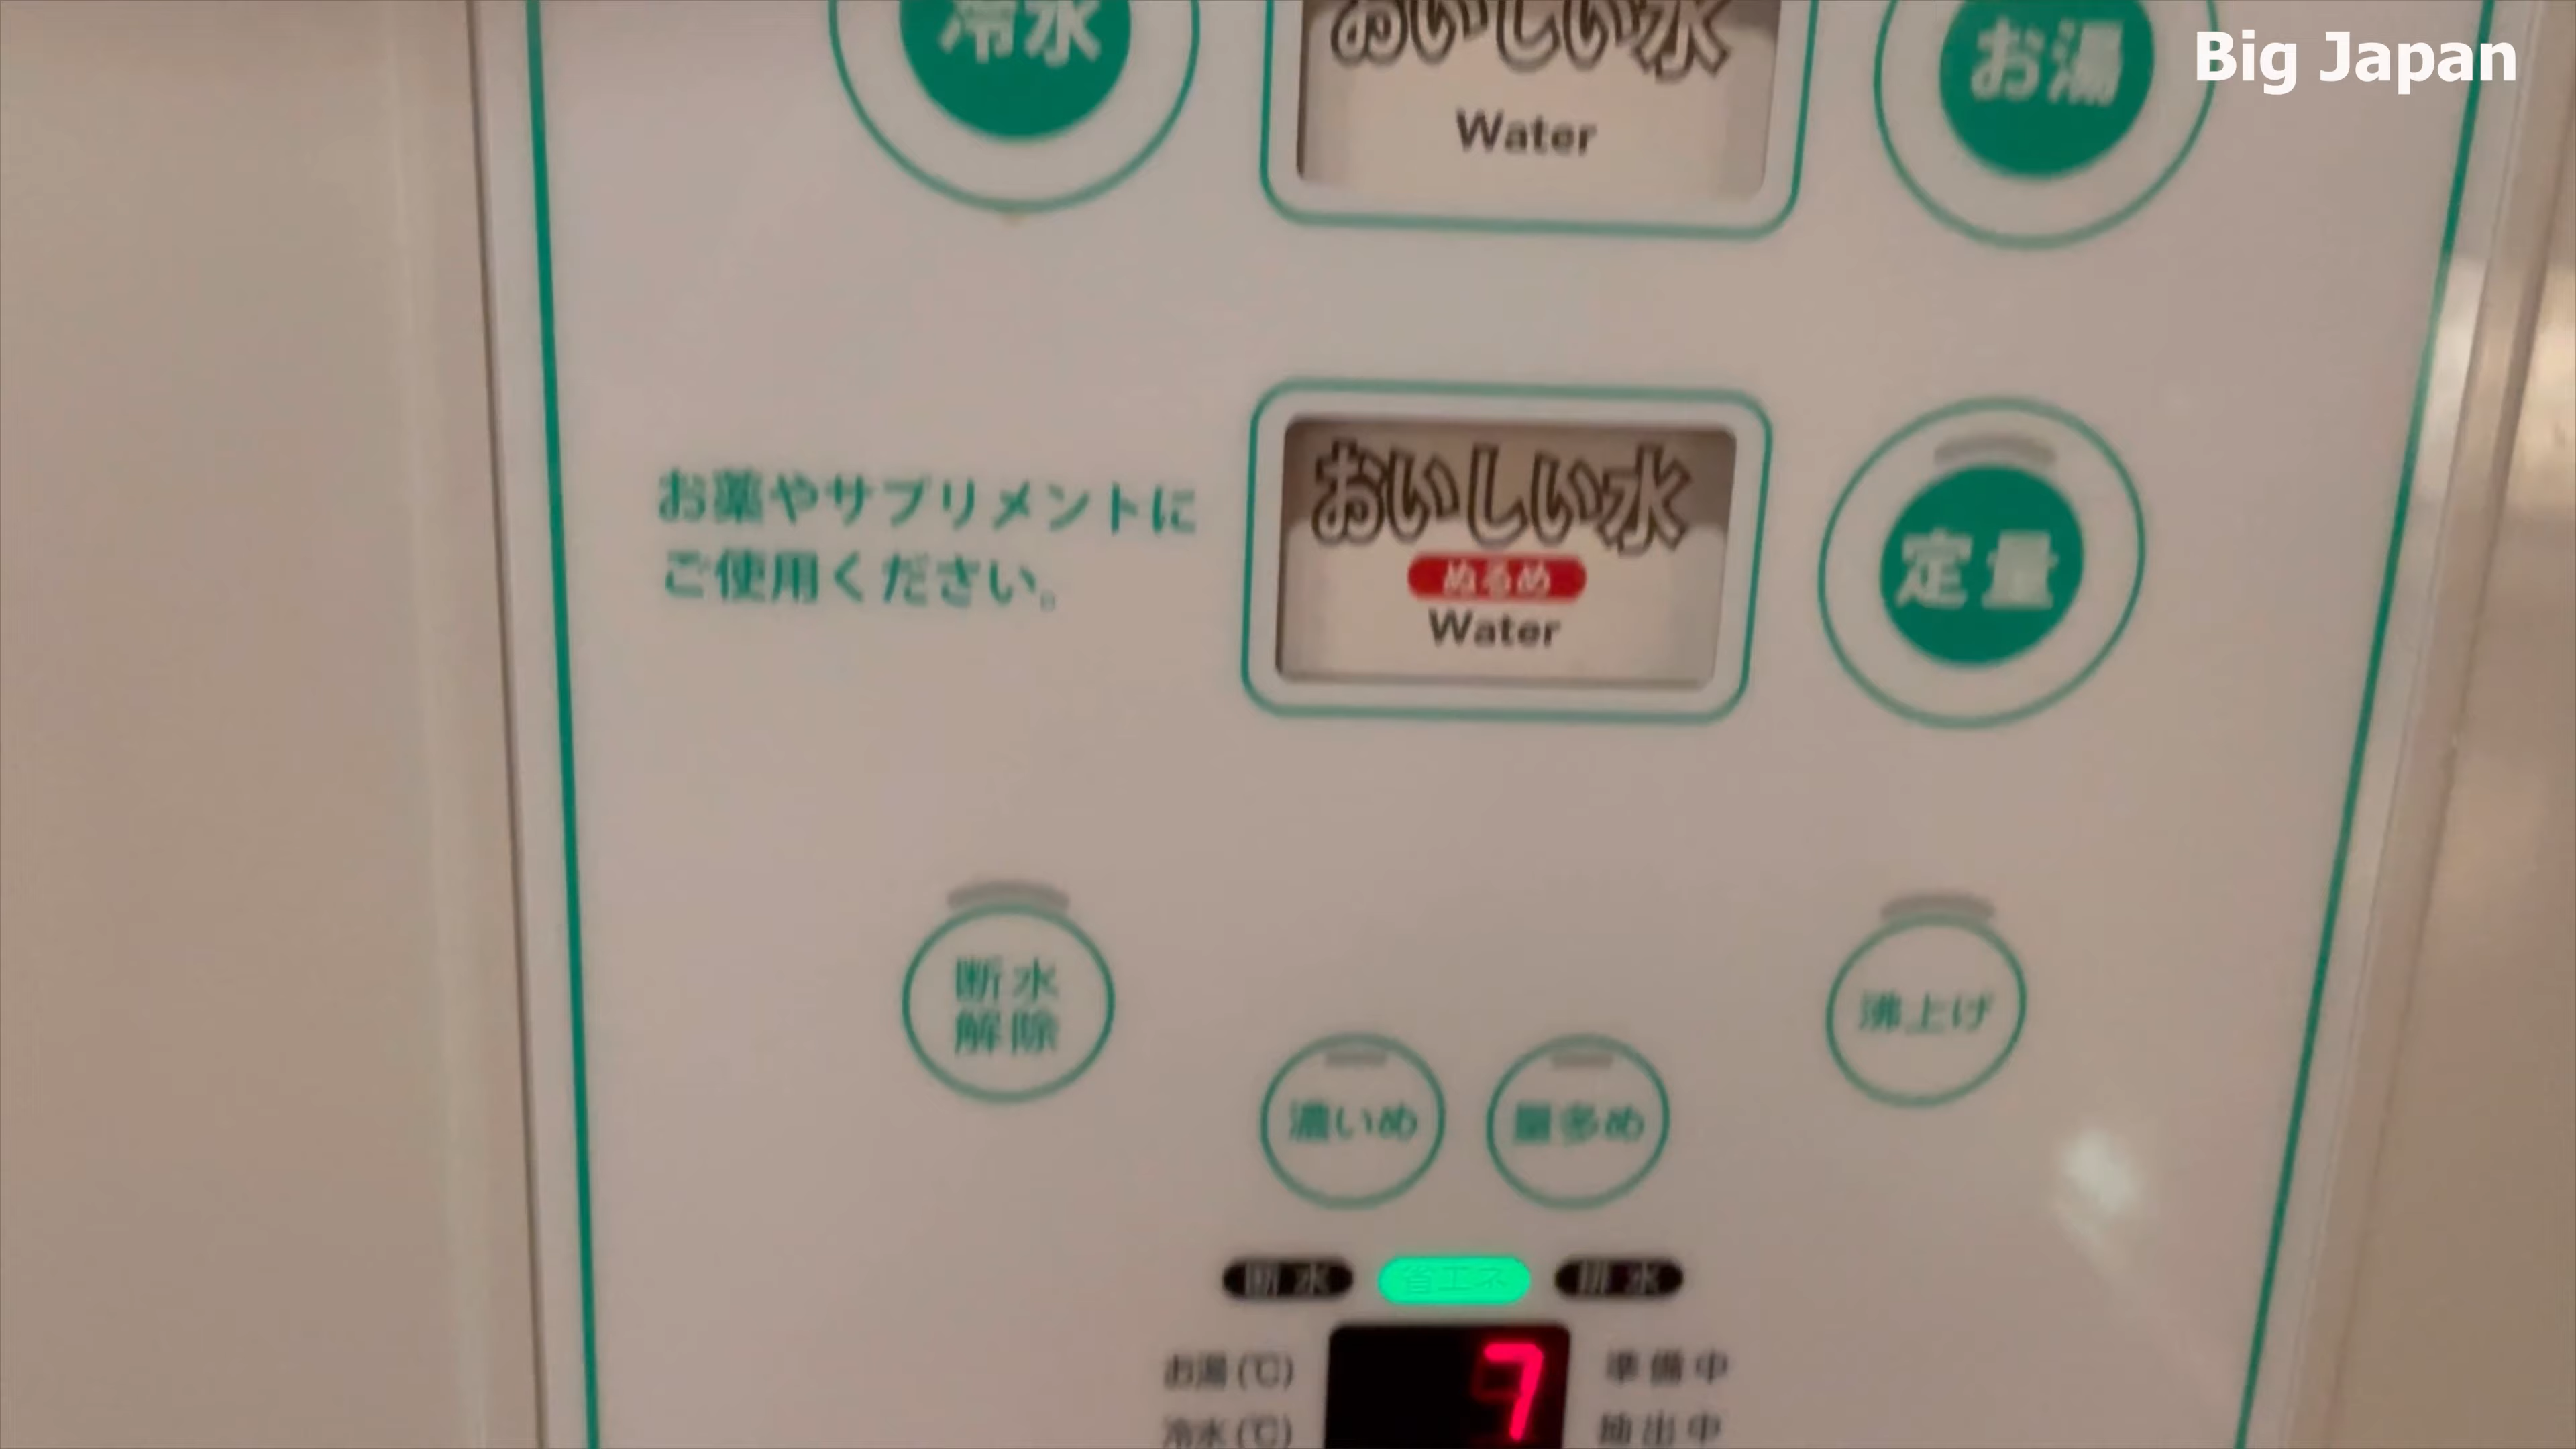 Big Japan
冷水
おいしい水
Water
お湯
お薬やサプリメントに
ご使用ください。
おいしい水
ぬるめ
Water
定量
断水
解除
沸上げ
濃いめ
量多め
断水
省エネ
排水
お湯(℃)
7
準備中
冷水(℃)
抽出中